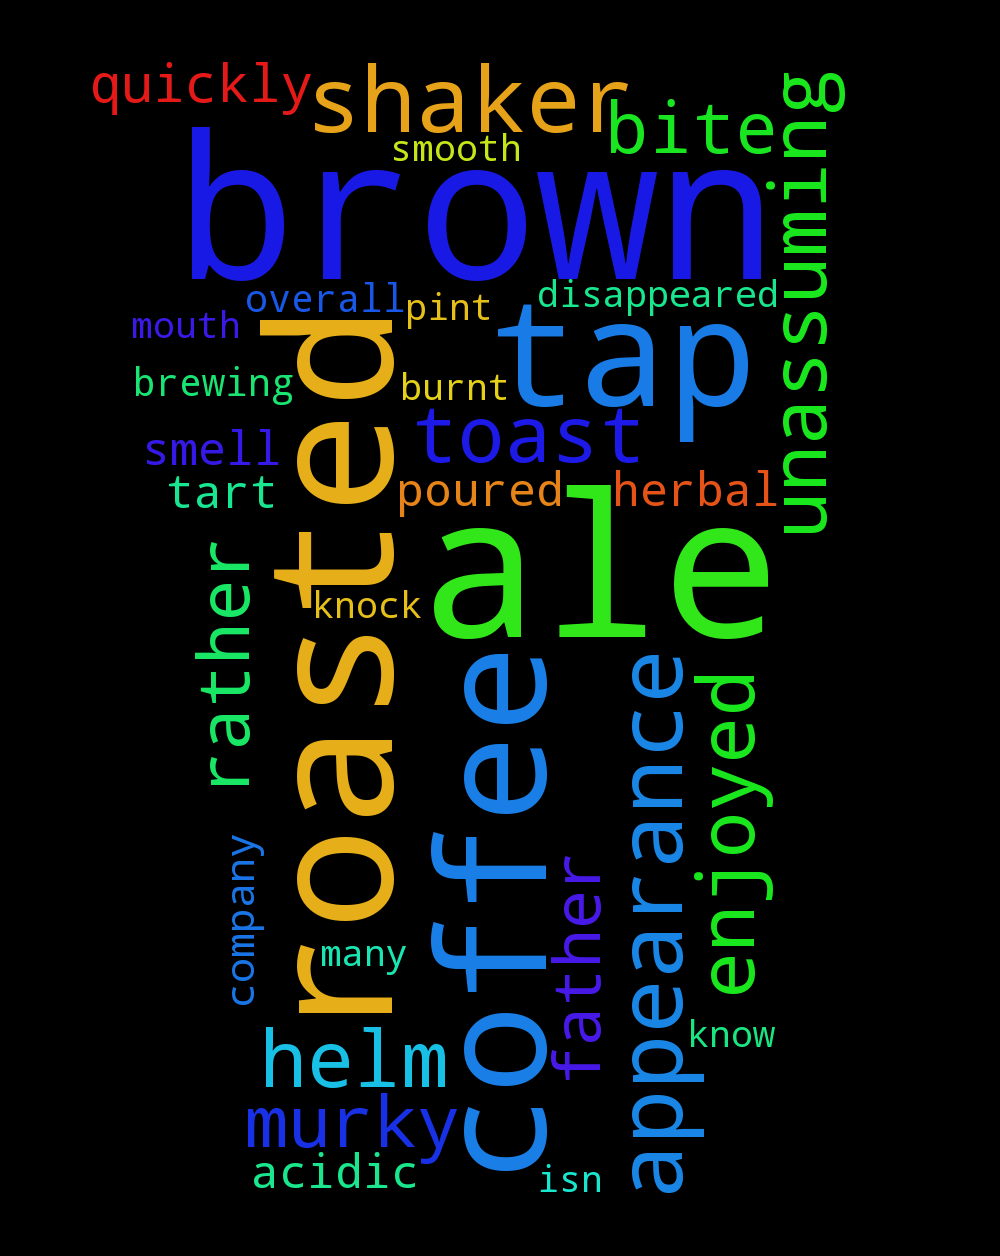 quickly
shaker
bite
unassuming
smooth
brown
overall
pint
disappeared
mouth
tap
brewing
burnt
roasted
toast
smell
tart
poured
herbal
ale
rather
knock
coffee
appearance
enjoyed
company
many
father
know
helm
murky
acidic
isn